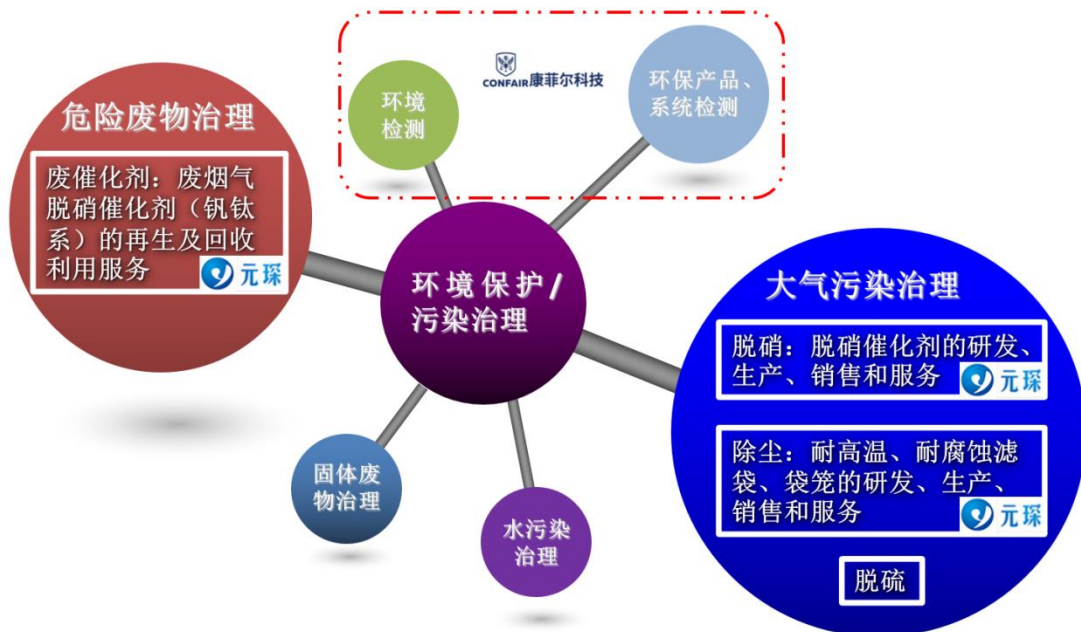 CONFAIR康菲尔科技
环境
检测
环保产品、
系统检测
危险废物治理
废催化剂：废烟气
脱硝催化剂（钒钛
系）的再生及回收
利用服务
元琛
环境保护/
污染治理
大气污染治理
脱硝：脱硝催化剂的研发、
生产、销售和服务
元琛
除尘：耐高温、耐腐蚀滤
袋、袋笼的研发、生产、
销售和服务
元琛
脱硫
固体废
物治理
水污染
治理